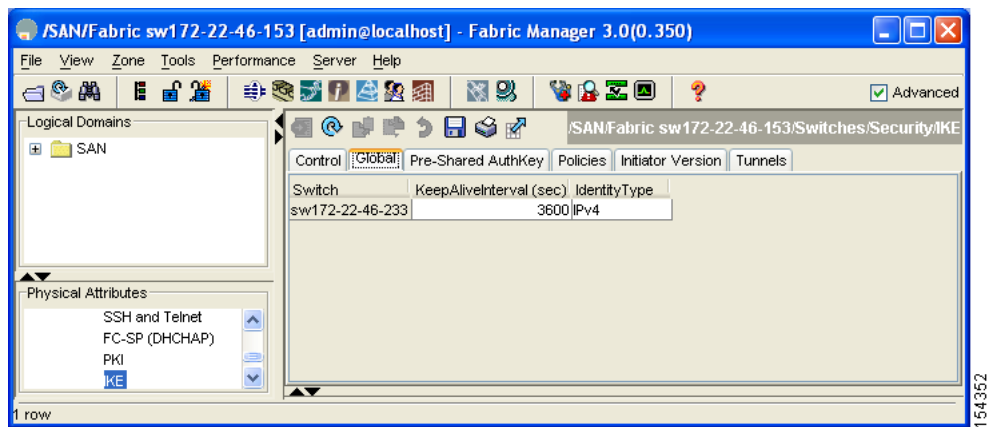 /SAN/Fabric sw172-22-46-153 [admin@localhost] - Fabric Manager 3.0(0.350)
File View Zone Tools Performance Server Help
Advanced
Logical Domains
SAN
/SAN/Fabric sw172-22-46-153/Switches/Security/IKE
Control Global Pre-Shared AuthKey Policies Initiator Version Tunnels
Switch KeepAliveInterval (sec) IdentityType
sw172-22-46-233 3600 IPv4
Physical Attributes
SSH and Telnet
FC-SP (DHCHAP)
PKI
IKE
1 row
154352